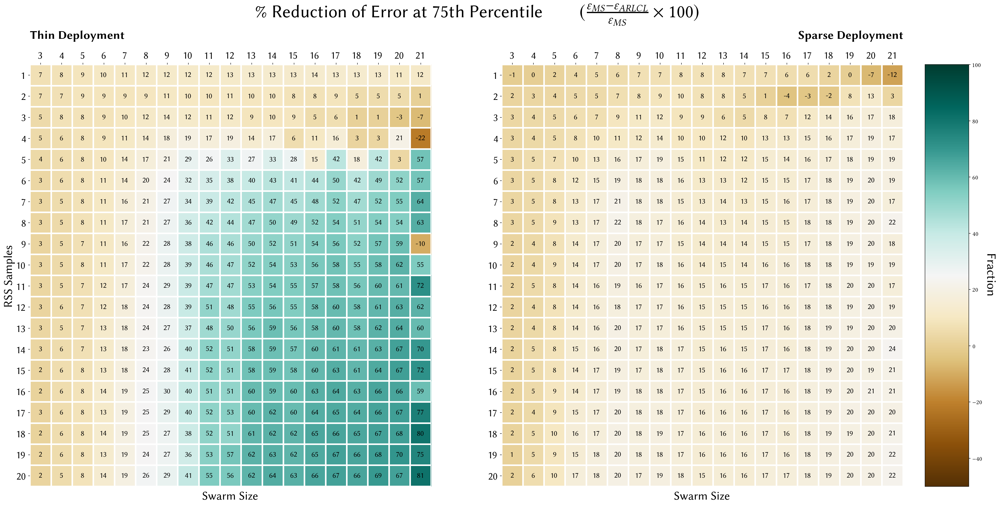 % Reduction of Error at 75th Percentile (\frac{ε_{MS}−ε_{ARLCL}}{ε_{MS}} × 100)
Thin Deployment
3 4 5 6 7 8 9 10 11 12 13 14 15 16 17 18 19 20 21
1 7 8 9 10 11 12 12 12 12 13 13 13 13 14 13 13 13 11 12
2 7 7 9 9 9 9 11 10 10 11 10 10 8 8 9 5 5 5 1
3 5 8 8 9 10 12 14 12 11 12 9 10 9 5 6 1 1 -3 -7
4 5 6 8 9 11 14 18 19 17 19 14 17 6 11 16 3 3 21 -22
5 4 6 8 10 14 17 21 29 26 33 27 33 28 15 42 18 42 3 57
6 3 6 8 11 14 20 24 32 35 38 40 43 41 44 50 42 49 52 57
7 3 5 8 11 16 21 27 34 39 42 45 47 45 48 52 47 52 55 64
8 3 5 8 11 17 21 27 36 42 44 47 50 49 52 54 51 54 54 63
9 3 5 7 11 16 22 28 38 46 46 50 52 51 54 56 52 57 59 -10
10 3 5 8 11 17 22 28 39 46 47 52 54 53 56 58 55 58 62 55
11 3 5 7 12 17 24 29 39 47 47 53 54 55 57 58 56 60 61 72
12 3 6 7 12 18 24 28 39 51 48 55 56 55 58 60 58 61 63 62
13 3 5 7 13 18 24 27 37 48 50 56 59 56 58 60 58 62 64 60
14 3 6 7 13 18 23 26 40 52 51 58 59 57 60 61 61 63 67 70
15 2 6 8 13 18 24 28 41 52 51 58 59 58 60 63 61 64 67 72
16 2 6 8 14 19 25 30 40 51 51 60 59 60 63 64 63 66 66 59
17 3 6 8 13 19 25 29 40 52 53 60 62 60 64 65 64 66 67 77
18 2 6 8 14 19 25 27 38 52 51 61 62 62 65 66 65 67 68 80
19 2 6 8 13 19 24 27 36 53 57 62 63 62 65 67 66 68 70 75
20 2 5 8 14 19 26 29 41 55 56 62 64 63 66 67 66 69 67 81
RSS Samples
Swarm Size
Sparse Deployment
3 4 5 6 7 8 9 10 11 12 13 14 15 16 17 18 19 20 21
1 -1 0 2 4 5 6 7 7 8 8 8 7 7 6 6 2 0 -7 -12
2 2 3 4 5 5 7 8 9 10 8 8 5 1 -4 -3 -2 8 13 3
3 3 4 5 6 7 9 11 12 9 9 6 5 8 7 12 14 16 17 18
4 3 4 5 8 10 11 12 14 10 10 12 10 13 13 15 16 17 19 17
5 3 5 7 10 13 16 17 19 15 11 12 12 15 14 16 17 18 19 19
6 3 5 8 12 15 19 18 18 16 13 13 12 15 15 17 18 19 20 19
7 3 5 8 13 17 21 18 18 15 13 14 13 15 16 17 18 19 20 17
8 3 5 9 13 17 22 18 17 16 14 13 14 15 15 18 18 19 20 22
9 2 4 8 14 17 20 17 17 15 14 14 14 15 15 17 18 19 20 18
10 2 4 9 14 17 20 17 18 16 14 15 14 16 16 18 18 19 19 19
11 2 5 8 14 16 19 16 17 16 15 16 15 17 16 17 18 20 20 17
12 2 4 8 14 16 18 17 17 16 15 15 15 16 16 18 18 19 20 19
13 2 4 8 14 16 20 17 17 16 15 15 15 17 16 18 19 19 20 20
14 2 5 8 15 16 20 17 18 17 15 16 15 17 16 18 19 20 20 24
15 2 5 8 14 17 19 17 18 17 15 16 16 17 17 18 19 20 19 21
16 2 5 9 14 17 19 18 18 17 15 16 16 17 16 18 19 20 21 21
17 2 4 9 15 17 20 18 18 17 16 16 16 17 16 18 19 20 20 20
18 2 5 10 16 17 20 18 19 17 16 16 16 17 16 18 19 19 20 21
19 1 5 9 15 18 20 18 18 17 16 16 16 17 16 18 19 20 20 22
20 2 6 10 17 18 20 17 19 18 15 16 16 17 17 18 19 20 20 22
Swarm Size
100
80
60
40
20
0
−20
−40
Fraction